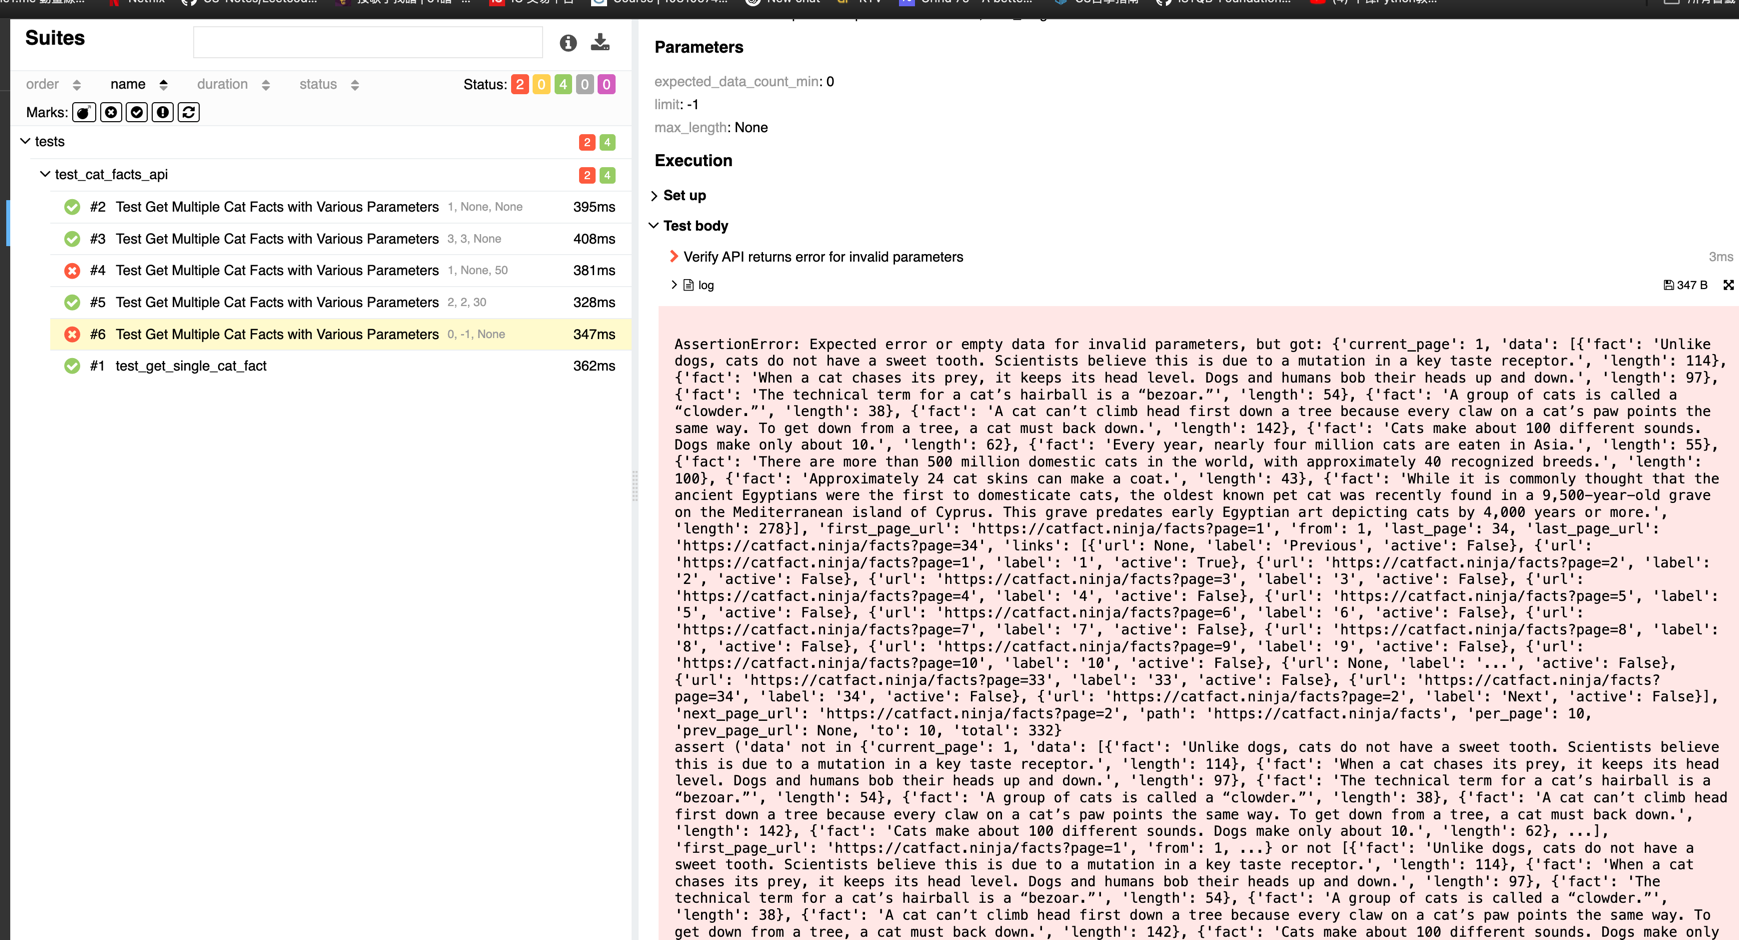 Suites
order name duration status Status: 2 0 4 0 0
Marks:
tests 2 4
test_cat_facts_api 2 4
#2 Test Get Multiple Cat Facts with Various Parameters 1, None, None 395ms
#3 Test Get Multiple Cat Facts with Various Parameters 3, 3, None 408ms
#4 Test Get Multiple Cat Facts with Various Parameters 1, None, 50 381ms
#5 Test Get Multiple Cat Facts with Various Parameters 2, 2, 30 328ms
#6 Test Get Multiple Cat Facts with Various Parameters 0, -1, None 347ms
#1 test_get_single_cat_fact 362ms
Parameters
expected_data_count_min: 0
limit: -1
max_length: None
Execution
Set up
Test body
Verify API returns error for invalid parameters 3ms
log 347 B
AssertionError: Expected error or empty data for invalid parameters, but got: {'current_page': 1, 'data': [{'fact': 'Unlike
dogs, cats do not have a sweet tooth. Scientists believe this is due to a mutation in a key taste receptor.', 'length': 114},
{'fact': 'When a cat chases its prey, it keeps its head level. Dogs and humans bob their heads up and down.', 'length': 97},
{'fact': 'The technical term for a cat’s hairball is a “bezoar.”', 'length': 54}, {'fact': 'A group of cats is called a
“clowder.”', 'length': 38}, {'fact': 'A cat can’t climb head first down a tree because every claw on a cat’s paw points the
same way. To get down from a tree, a cat must back down.', 'length': 142}, {'fact': 'Cats make about 100 different sounds.
Dogs make only about 10.', 'length': 62}, {'fact': 'Every year, nearly four million cats are eaten in Asia.', 'length': 55},
{'fact': 'There are more than 500 million domestic cats in the world, with approximately 40 recognized breeds.', 'length':
100}, {'fact': 'Approximately 24 cat skins can make a coat.', 'length': 43}, {'fact': 'While it is commonly thought that the
ancient Egyptians were the first to domesticate cats, the oldest known pet cat was recently found in a 9,500-year-old grave
on the Mediterranean island of Cyprus. This grave predates early Egyptian art depicting cats by 4,000 years or more.',
'length': 278}], 'first_page_url': 'https://catfact.ninja/facts?page=1', 'from': 1, 'last_page': 34, 'last_page_url':
'https://catfact.ninja/facts?page=34', 'links': [{'url': None, 'label': 'Previous', 'active': False}, {'url':
'https://catfact.ninja/facts?page=1', 'label': '1', 'active': True}, {'url': 'https://catfact.ninja/facts?page=2', 'label':
'2', 'active': False}, {'url': 'https://catfact.ninja/facts?page=3', 'label': '3', 'active': False}, {'url':
'https://catfact.ninja/facts?page=4', 'label': '4', 'active': False}, {'url': 'https://catfact.ninja/facts?page=5', 'label':
'5', 'active': False}, {'url': 'https://catfact.ninja/facts?page=6', 'label': '6', 'active': False}, {'url':
'https://catfact.ninja/facts?page=7', 'label': '7', 'active': False}, {'url': 'https://catfact.ninja/facts?page=8', 'label':
'8', 'active': False}, {'url': 'https://catfact.ninja/facts?page=9', 'label': '9', 'active': False}, {'url':
'https://catfact.ninja/facts?page=10', 'label': '10', 'active': False}, {'url': None, 'label': '...', 'active': False},
{'url': 'https://catfact.ninja/facts?page=33', 'label': '33', 'active': False}, {'url': 'https://catfact.ninja/facts?
page=34', 'label': '34', 'active': False}, {'url': 'https://catfact.ninja/facts?page=2', 'label': 'Next', 'active': False}],
'next_page_url': 'https://catfact.ninja/facts?page=2', 'path': 'https://catfact.ninja/facts', 'per_page': 10,
'prev_page_url': None, 'to': 10, 'total': 332}
assert ('data' not in {'current_page': 1, 'data': [{'fact': 'Unlike dogs, cats do not have a sweet tooth. Scientists believe
this is due to a mutation in a key taste receptor.', 'length': 114}, {'fact': 'When a cat chases its prey, it keeps its head
level. Dogs and humans bob their heads up and down.', 'length': 97}, {'fact': 'The technical term for a cat’s hairball is a
“bezoar.”', 'length': 54}, {'fact': 'A group of cats is called a “clowder.”', 'length': 38}, {'fact': 'A cat can’t climb head
first down a tree because every claw on a cat’s paw points the same way. To get down from a tree, a cat must back down.',
'length': 142}, {'fact': 'Cats make about 100 different sounds. Dogs make only about 10.', 'length': 62}, ...],
'first_page_url': 'https://catfact.ninja/facts?page=1', 'from': 1, ...} or not [{'fact': 'Unlike dogs, cats do not have a
sweet tooth. Scientists believe this is due to a mutation in a key taste receptor.', 'length': 114}, {'fact': 'When a cat
chases its prey, it keeps its head level. Dogs and humans bob their heads up and down.', 'length': 97}, {'fact': 'The
technical term for a cat’s hairball is a “bezoar.”', 'length': 54}, {'fact': 'A group of cats is called a “clowder.”',
'length': 38}, {'fact': 'A cat can’t climb head first down a tree because every claw on a cat’s paw points the same way. To
get down from a tree, a cat must back down.', 'length': 142}, {'fact': 'Cats make about 100 different sounds. Dogs make only